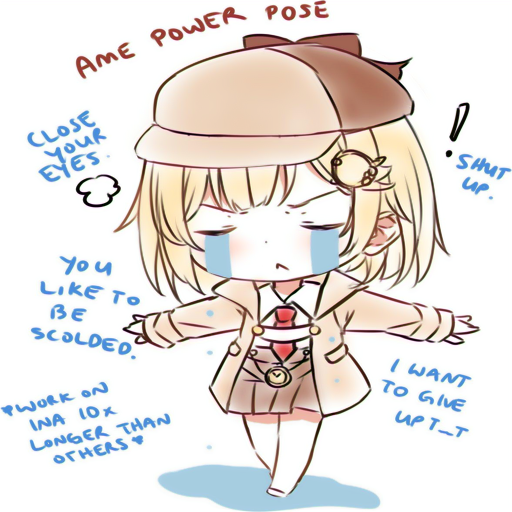 AME POWER POSE
CLOSE
YOUR
EYES.
!
SHUT
UP.
YOU
LIKE TO
BE
SCOLDED.
I WANT
TO GIVE
UP T_T
♥WORK ON
INA 10x
LONGER THAN
OTHERS♥